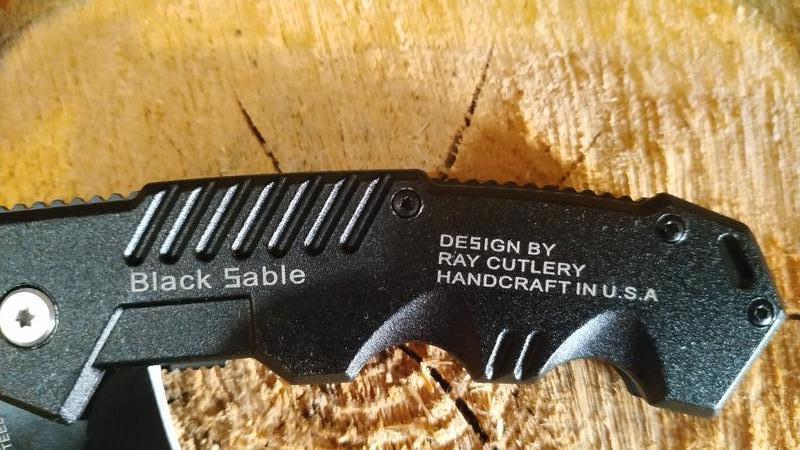 Black Sable
DESIGN BY
RAY CUTLERY
HANDCRAFT IN U.S.A